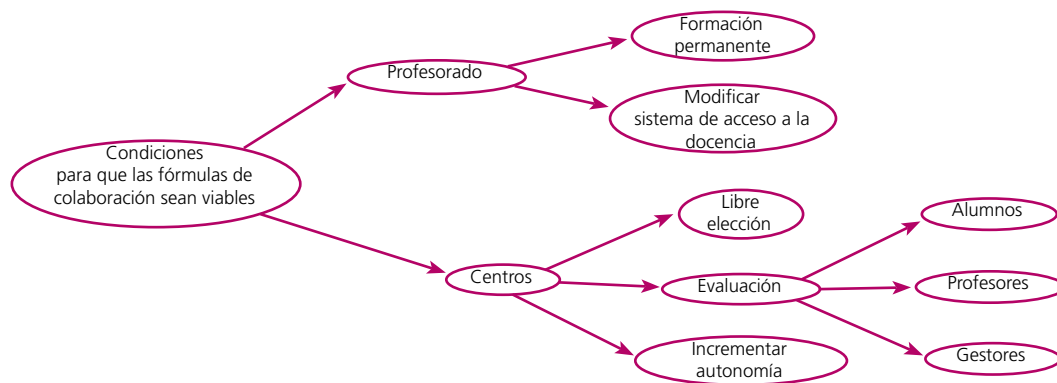 Formación
permanente
Profesorado
Modificar
sistema de acceso a la
docencia
Condiciones
para que las fórmulas de
colaboración sean viables
Libre
elección
Alumnos
Centros
Evaluación
Profesores
Incrementar
autonomía
Gestores